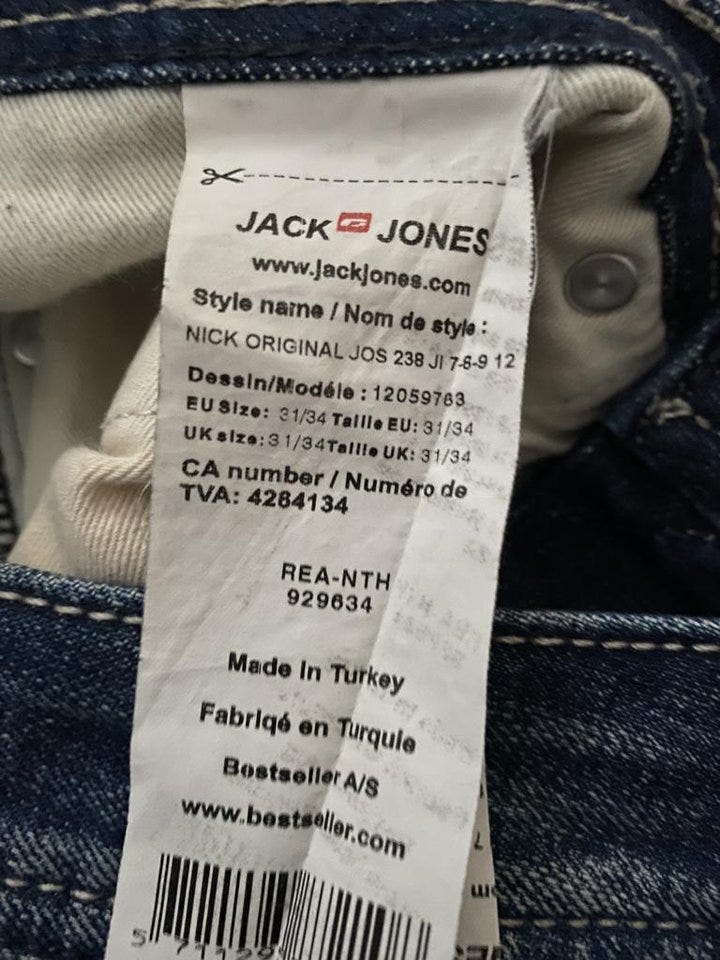 JACK JONES
www.jackjones.com
Style name / Nom de style :
NICK ORIGINAL JOS 238 JI 7-8-9 12
Dessin/Modéle : 12059763
EU Size: 31/34 Taille EU: 31/34
UK size: 31/34 Taille UK: 31/34
CA number / Numéro de
TVA: 4264134
REA-NTH
929634
Made in Turkey
Fabriqé en Turquie
Bestseller A/S
www.bestseller.com